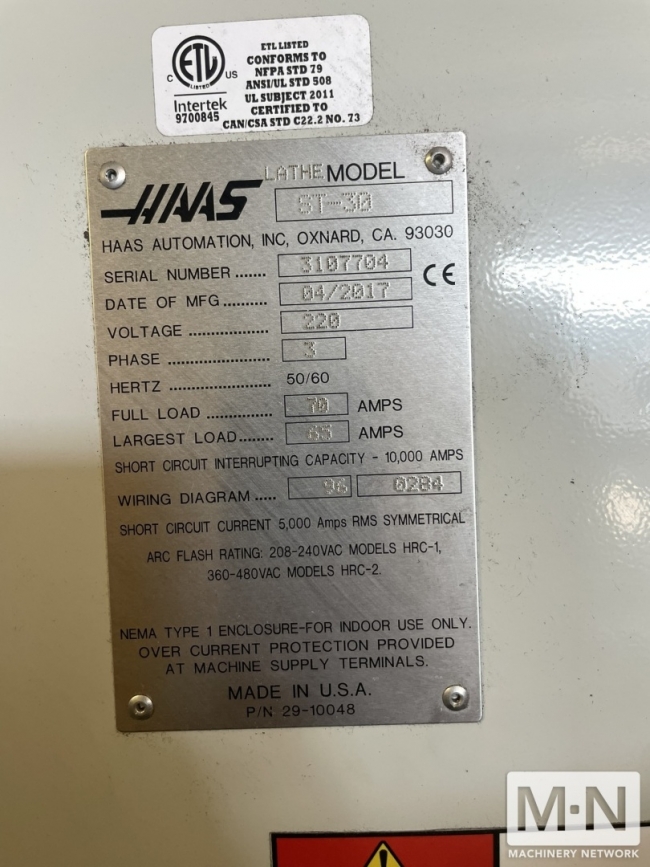 ETL LISTED
CONFORMS TO
NFPA STD 79
ANSI/UL STD 508
UL SUBJECT 2011
CERTIFIED TO
CAN/CSA STD C22.2 NO. 73
C ETL US
LISTED
Intertek
9700845
HAAS LATHE MODEL
ST-30
HAAS AUTOMATION, INC, OXNARD, CA. 93030
SERIAL NUMBER ....... 3107704 CE
DATE OF MFG .......... 04/2017
VOLTAGE .................. 220
PHASE ....................... 3
HERTZ ....................... 50/60
FULL LOAD .............. 70 AMPS
LARGEST LOAD........ 65 AMPS
SHORT CIRCUIT INTERRUPTING CAPACITY - 10,000 AMPS
WIRING DIAGRAM ..... 96 0284
SHORT CIRCUIT CURRENT 5,000 Amps RMS SYMMETRICAL
ARC FLASH RATING: 208-240VAC MODELS HRC-1,
360-480VAC MODELS HRC-2.
NEMA TYPE 1 ENCLOSURE-FOR INDOOR USE ONLY.
OVER CURRENT PROTECTION PROVIDED
AT MACHINE SUPPLY TERMINALS.
MADE IN U.S.A.
P/N 29-10048
M·N
MACHINERY NETWORK